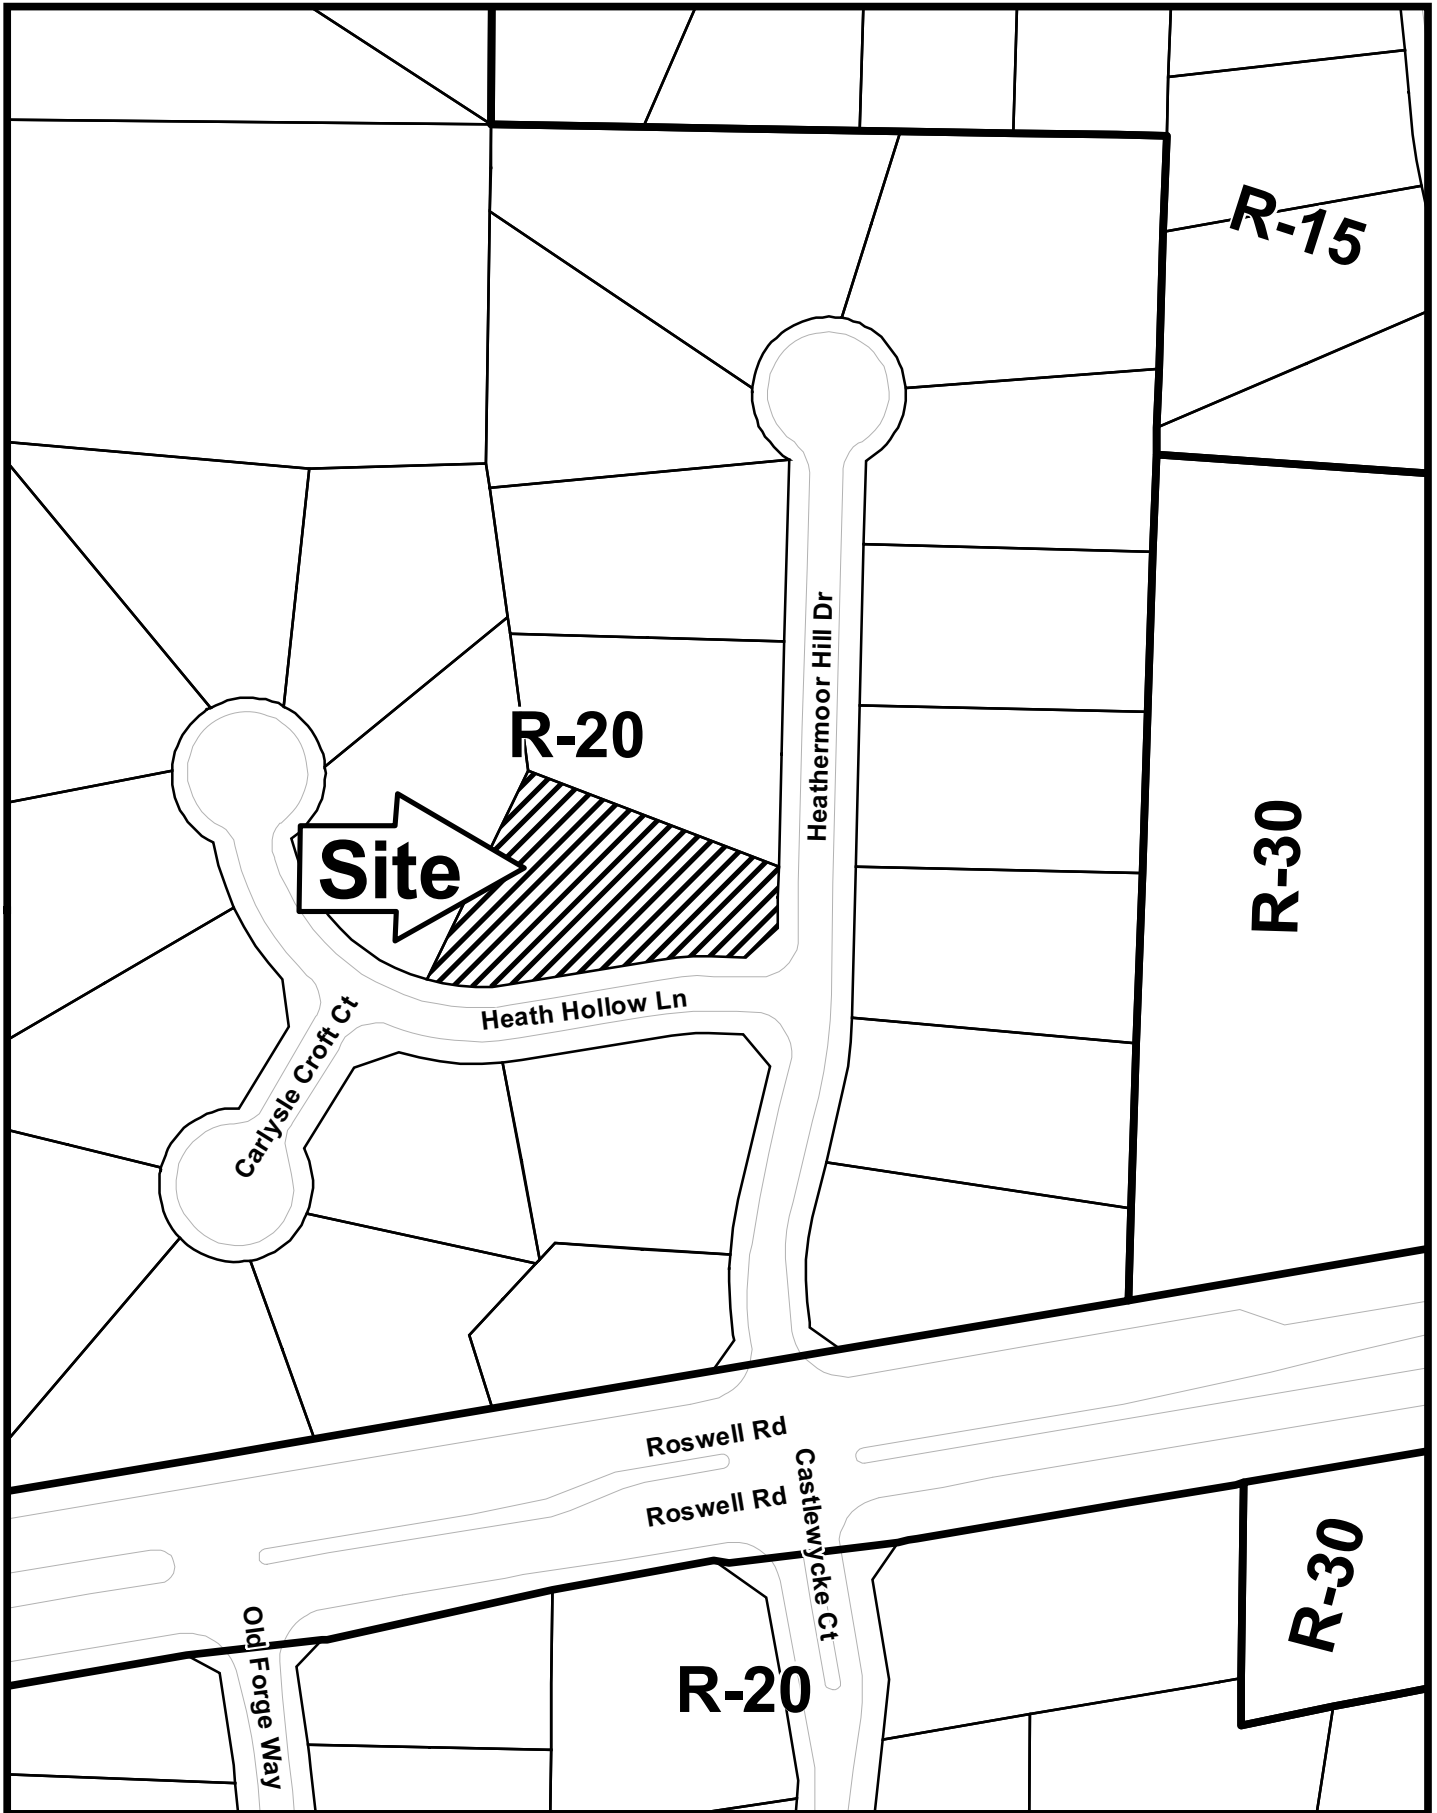 R-15
Heathermoor Hill Dr
R-20
R-30
Site
Heath Hollow Ln
Carlysle Croft Ct
Roswell Rd
Roswell Rd
Castlewycke Ct
R-30
Old Forge Way
R-20